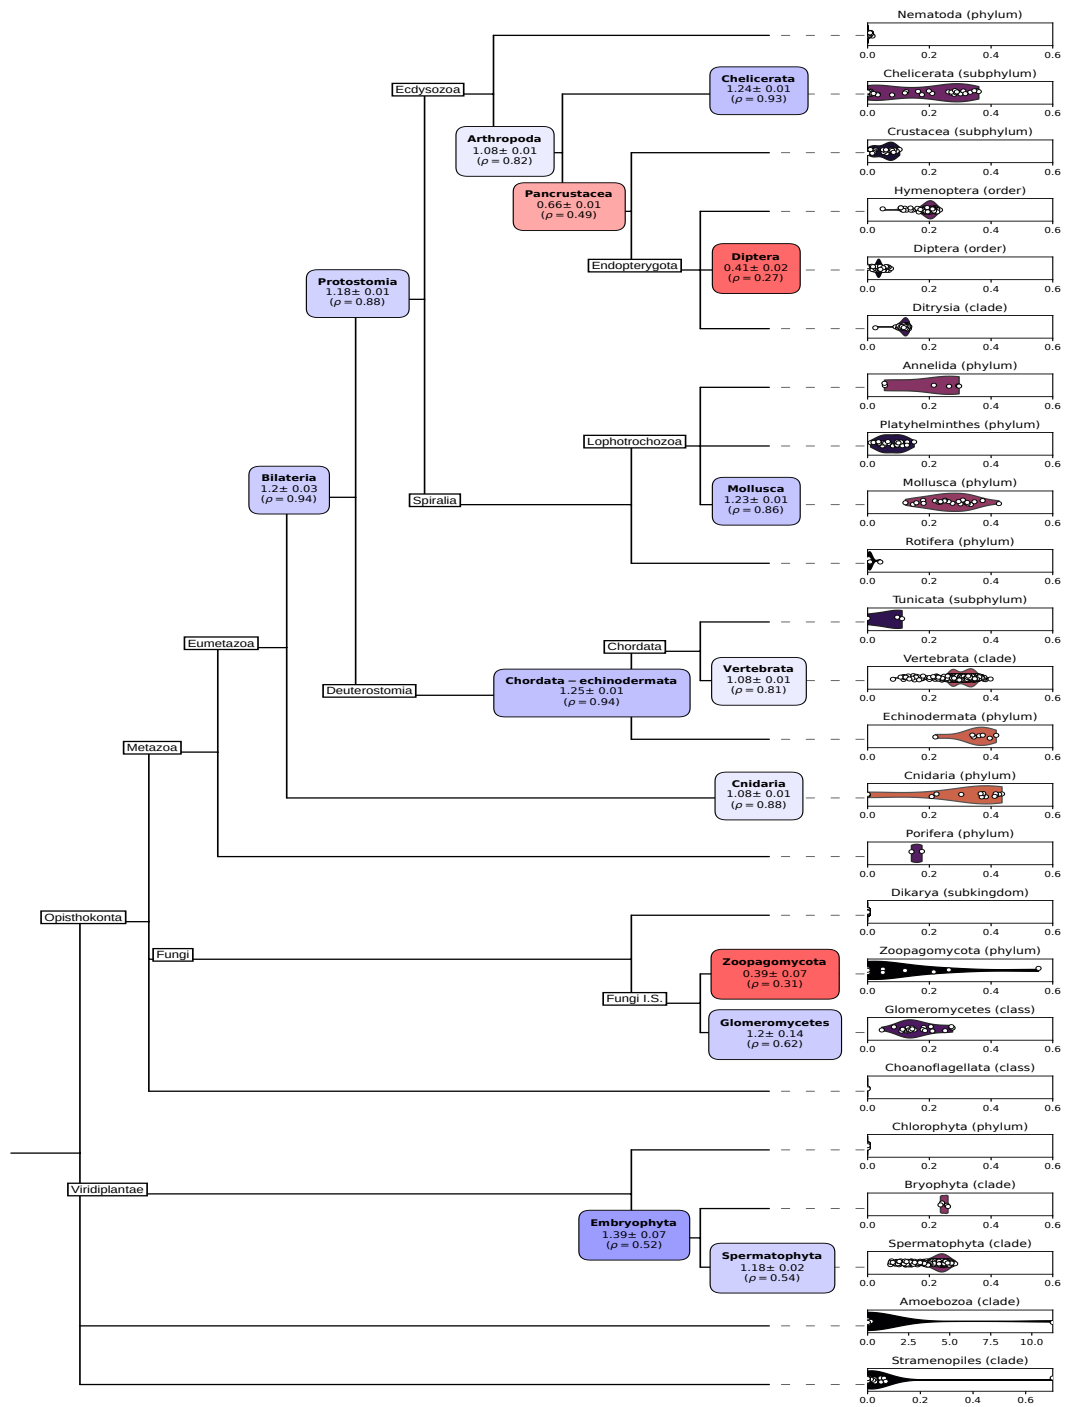 Nematoda (phylum)
0.0 0.2 0.4 0.6
Chelicerata (subphylum)
0.0 0.2 0.4 0.6
Crustacea (subphylum)
0.0 0.2 0.4 0.6
Hymenoptera (order)
0.0 0.2 0.4 0.6
Diptera (order)
0.0 0.2 0.4 0.6
Ditrysia (clade)
0.0 0.2 0.4 0.6
Annelida (phylum)
0.0 0.2 0.4 0.6
Platyhelminthes (phylum)
0.0 0.2 0.4 0.6
Mollusca (phylum)
0.0 0.2 0.4 0.6
Rotifera (phylum)
0.0 0.2 0.4 0.6
Tunicata (subphylum)
0.0 0.2 0.4 0.6
Vertebrata (clade)
0.0 0.2 0.4 0.6
Echinodermata (phylum)
0.0 0.2 0.4 0.6
Cnidaria (phylum)
0.0 0.2 0.4 0.6
Porifera (phylum)
0.0 0.2 0.4 0.6
Dikarya (subkingdom)
0.0 0.2 0.4 0.6
Zoopagomycota (phylum)
0.0 0.2 0.4 0.6
Glomeromycetes (class)
0.0 0.2 0.4 0.6
Choanoflagellata (class)
0.0 0.2 0.4 0.6
Chlorophyta (phylum)
0.0 0.2 0.4 0.6
Bryophyta (clade)
0.0 0.2 0.4 0.6
Spermatophyta (clade)
0.0 0.2 0.4 0.6
Amoebozoa (clade)
0.0 2.5 5.0 7.5 10.0
Stramenopiles (clade)
0.0 0.2 0.4 0.6
Ecdysozoa
Chelicerata
1.24± 0.01
(ρ = 0.93)
Arthropoda
1.08± 0.01
(ρ = 0.82)
Pancrustacea
0.66± 0.01
(ρ = 0.49)
Endopterygota
Diptera
0.41± 0.02
(ρ = 0.27)
Protostomia
1.18± 0.01
(ρ = 0.88)
Lophotrochozoa
Bilateria
1.2± 0.03
(ρ = 0.94)
Spiralia
Mollusca
1.23± 0.01
(ρ = 0.86)
Eumetazoa
Chordata
Deuterostomia
Chordata − echinodermata
1.25± 0.01
(ρ = 0.94)
Vertebrata
1.08± 0.01
(ρ = 0.81)
Metazoa
Cnidaria
1.08± 0.01
(ρ = 0.88)
Opisthokonta
Fungi
Fungi I.S.
Zoopagomycota
0.39± 0.07
(ρ = 0.31)
Glomeromycetes
1.2± 0.14
(ρ = 0.62)
Viridiplantae
Embryophyta
1.39± 0.07
(ρ = 0.52)
Spermatophyta
1.18± 0.02
(ρ = 0.54)